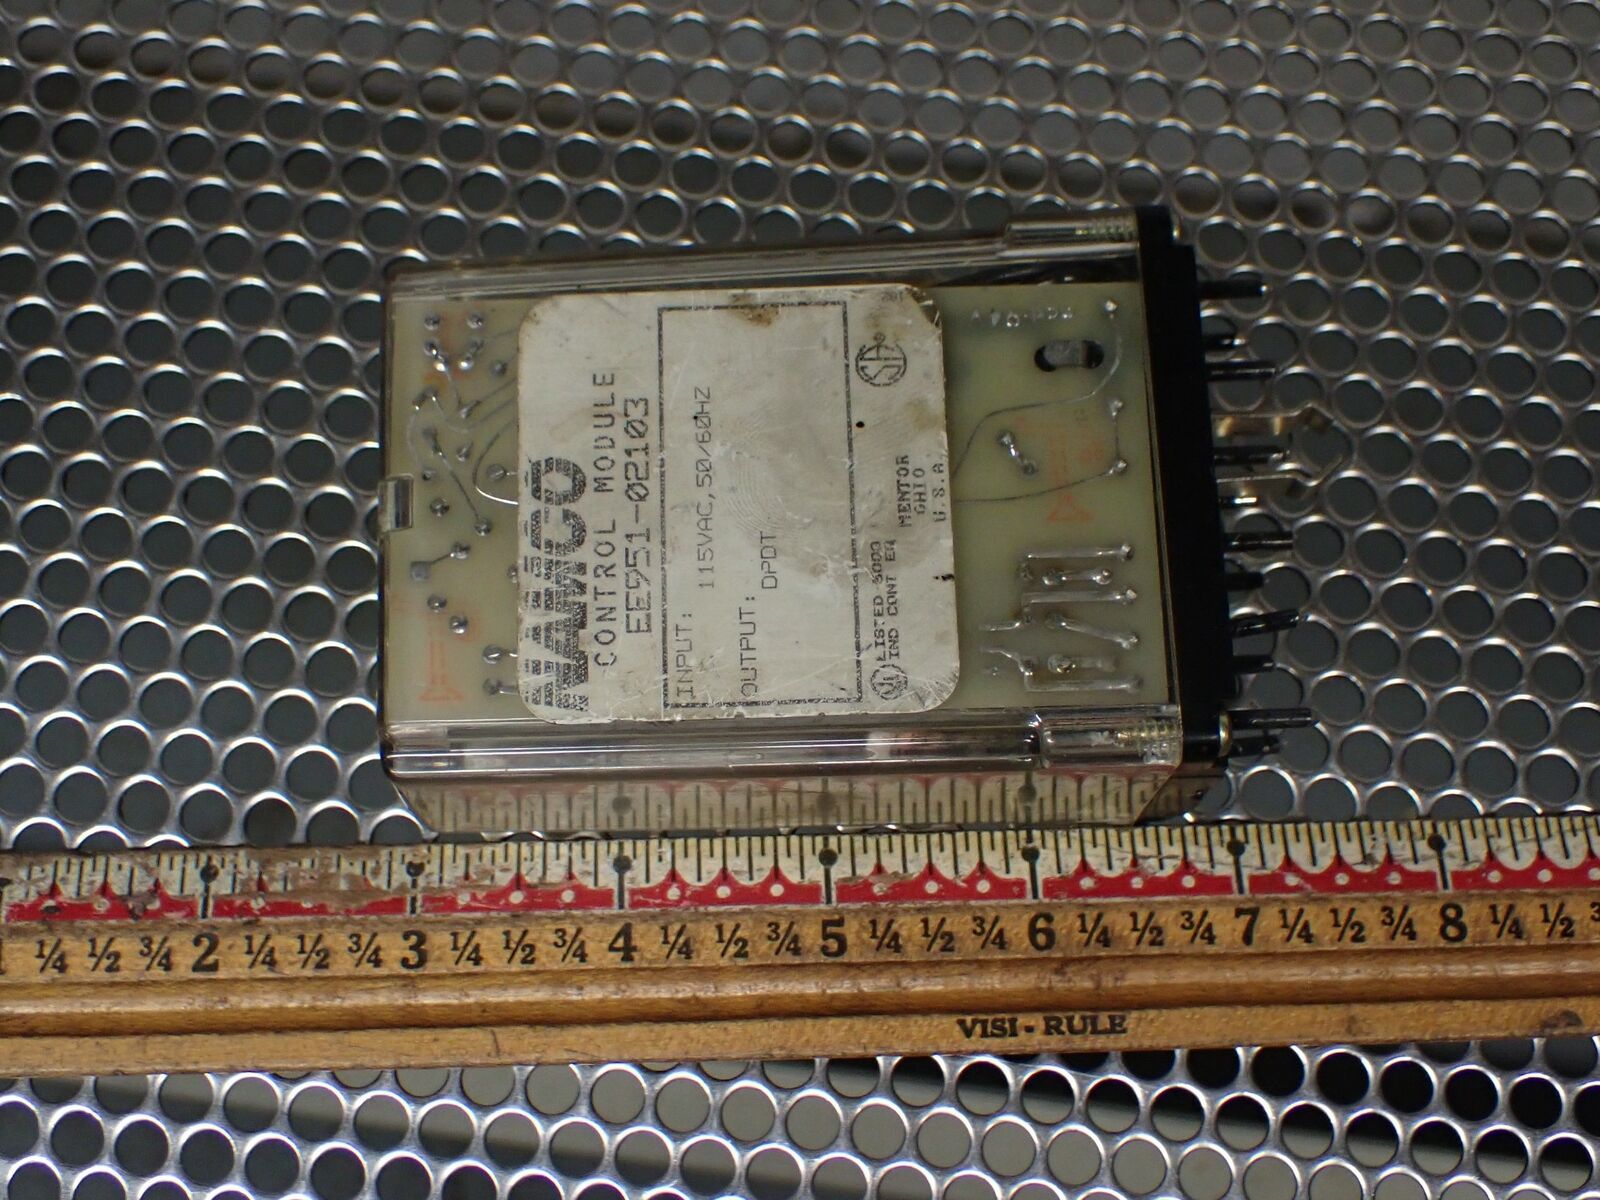 NAMCO
CONTROL MODULE
EE951-02103
INPUT:
115VAC, 50/60HZ
OUTPUT:
DPDT
LISTED
IND CONT EQ
MENTOR
OHIO
U.S.A.
1/4 1/2 3/4 2 1/4 1/2 3/4 3 1/4 1/2 3/4 4 1/4 1/2 3/4 5 1/4 1/2 3/4 6 1/4 1/2 3/4 7 1/4 1/2 3/4 8 1/4 1/2
VISI-RULE